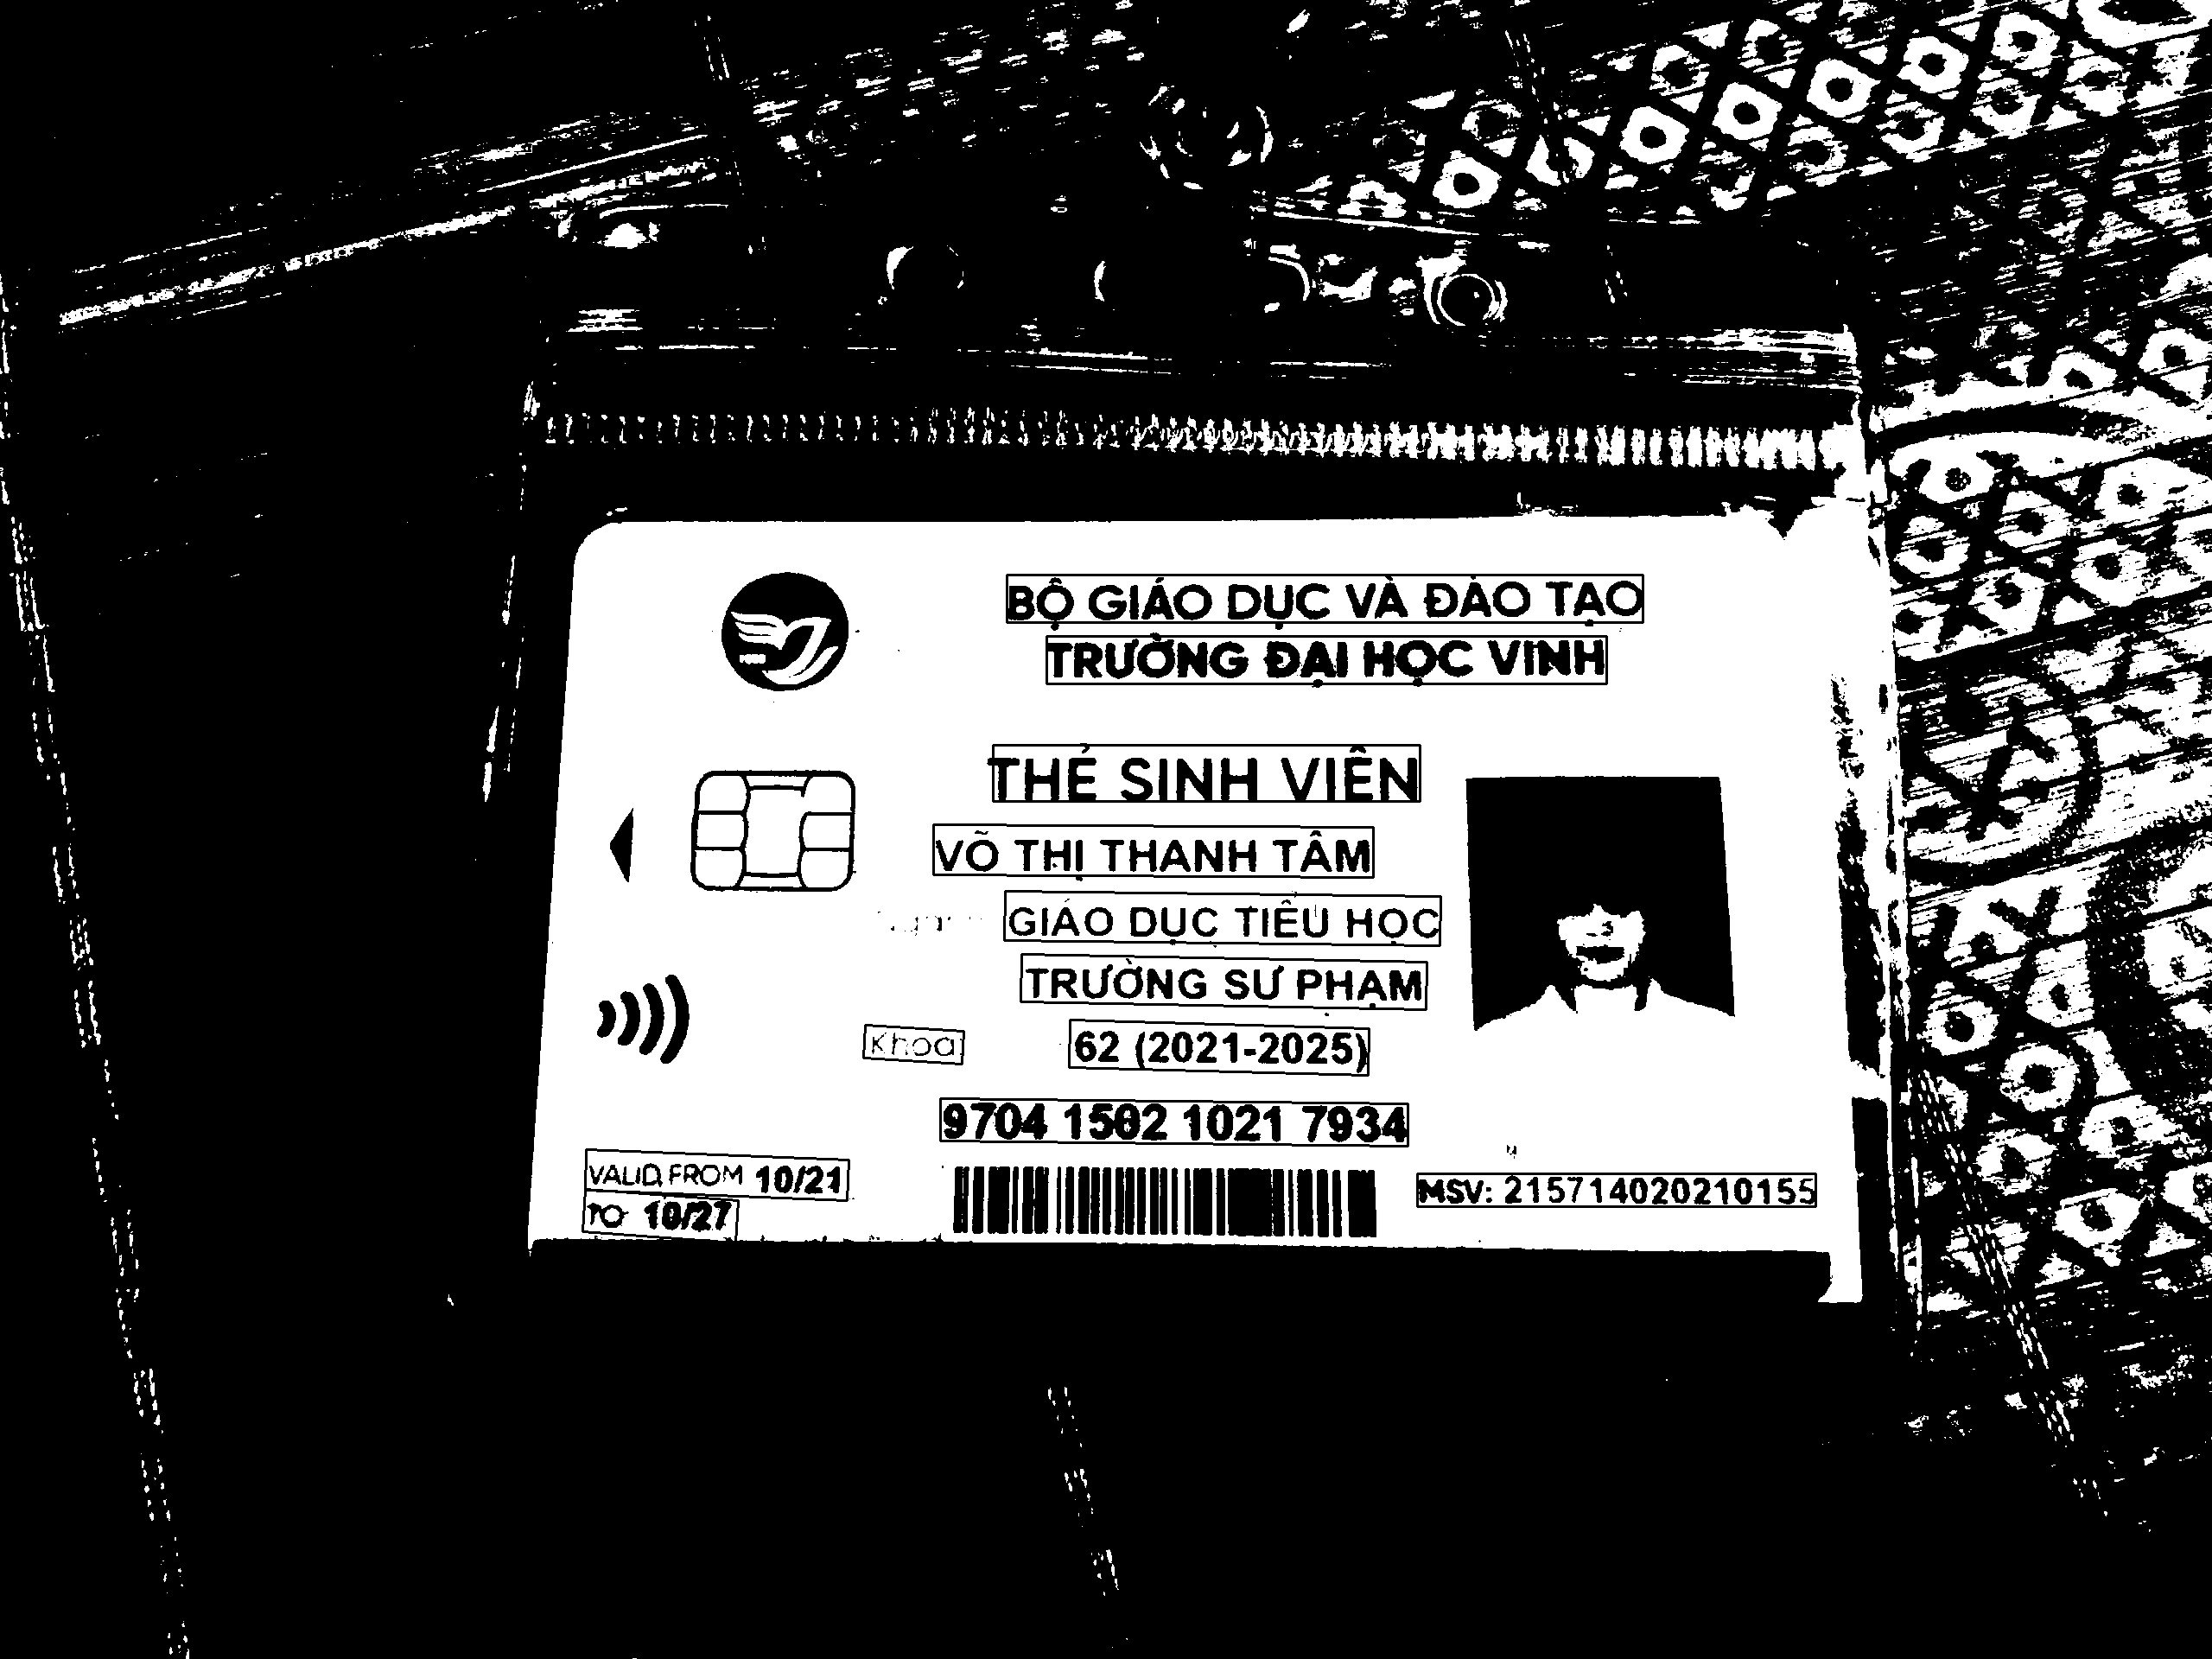 BỘ GIÁO DỤC VÀ ĐÀO TẠO
TRƯỜNG ĐẠI HỌC VINH
THẺ SINH VIÊN
VÕ THỊ THANH TÂM
GIÁO DỤC TIỂU HỌC
TRƯỜNG SƯ PHẠM
Khóa 62 (2021-2025)
9704 1502 1021 7934
VALID FROM 10/21
TO 10/27
MSV: 215714020210155